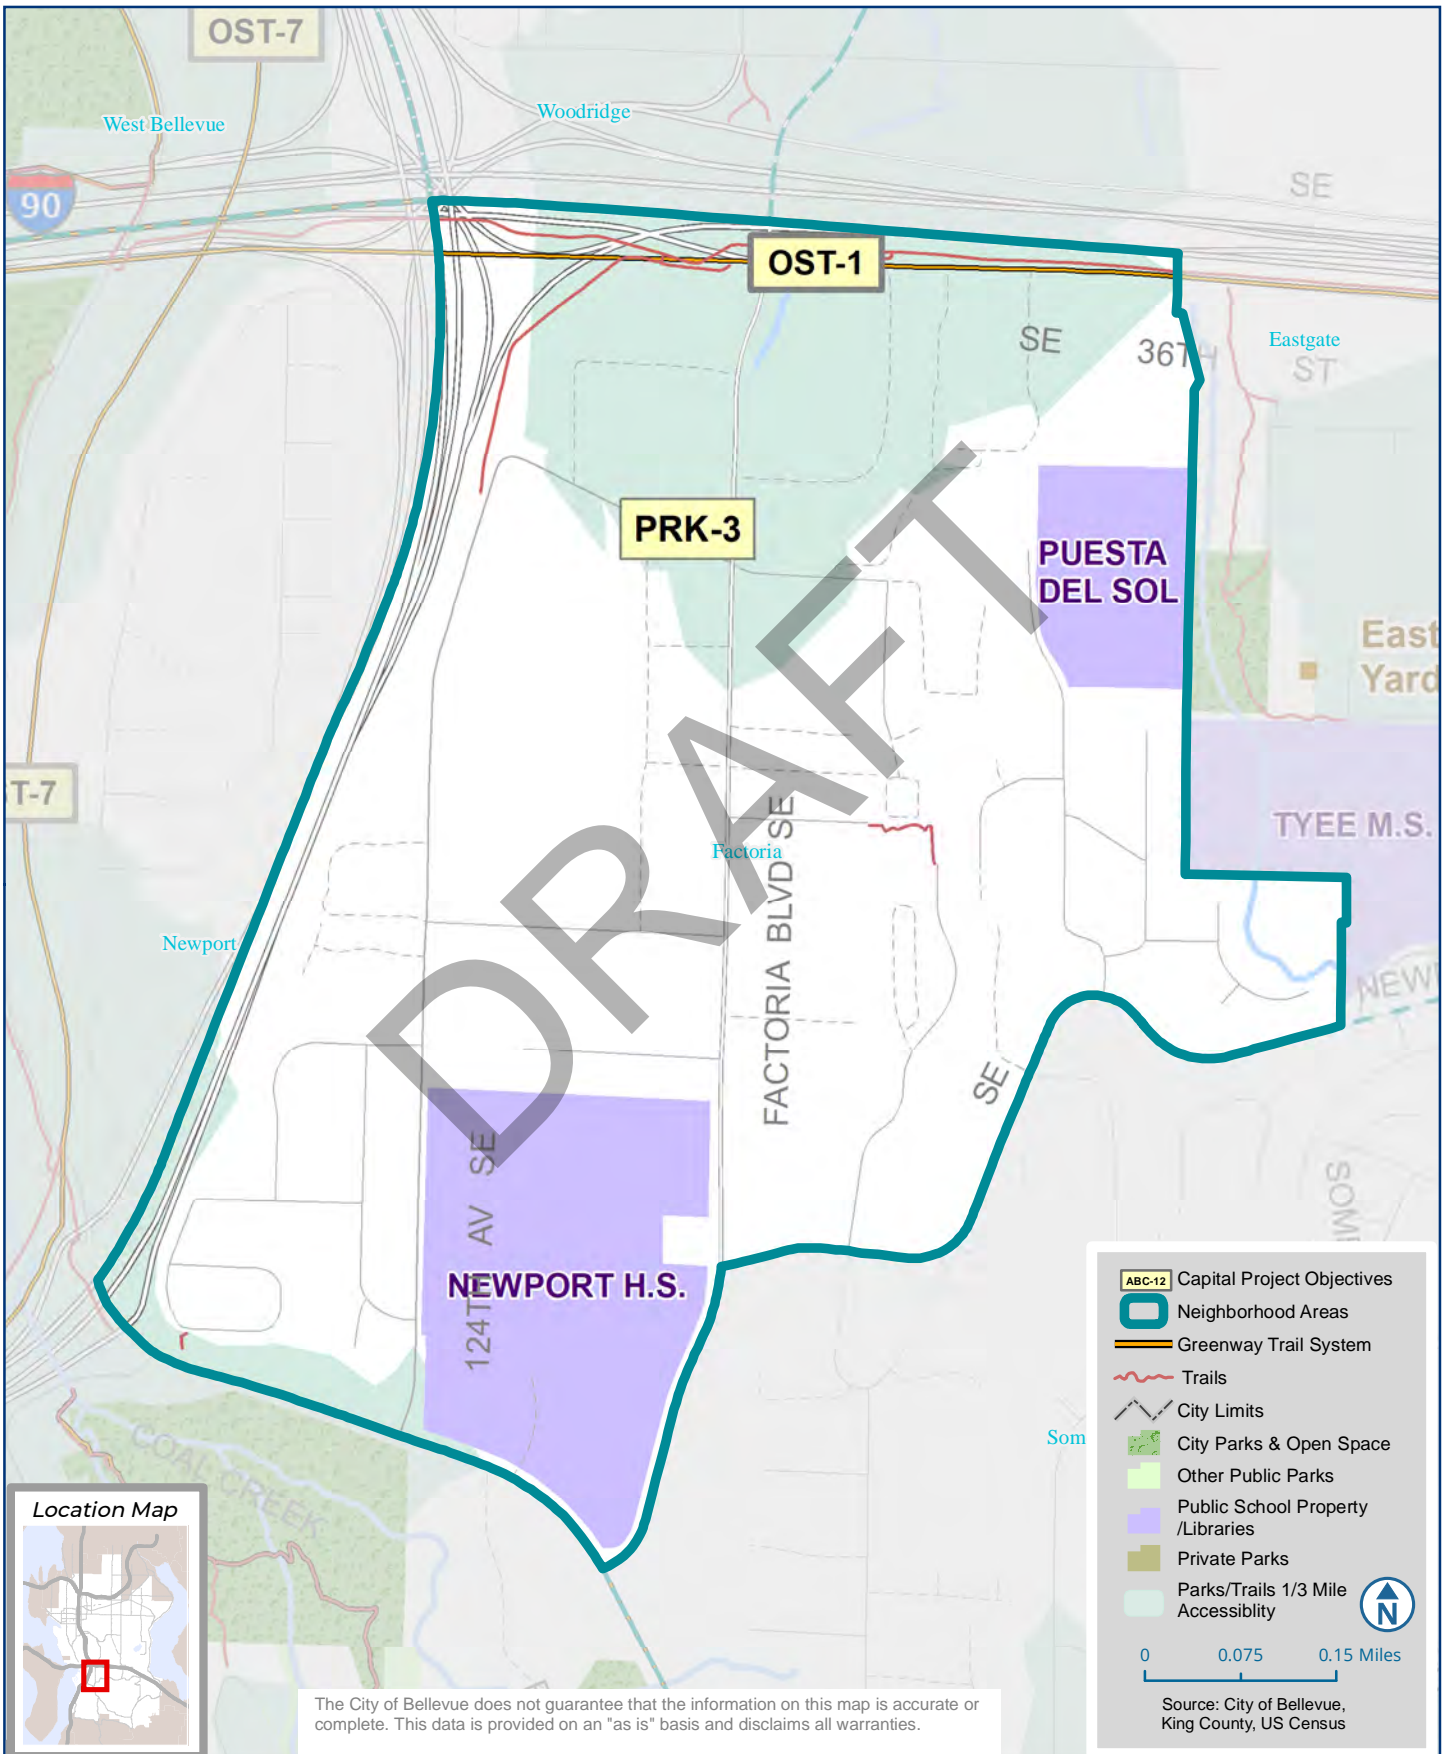 OST-7
West Bellevue
Woodridge
90
SE
OST-1
SE
36TH
Eastgate
ST
PRK-3
PUESTA
DEL SOL
East
Yard
T-7
TYEE M.S.
FACTORIA BLVD SE
Factoria
Newport
NEWP
SE
DRAFT
124TH AV SE
NEWPORT H.S.
SOM
Som
COAL CREEK
ABC-12 Capital Project Objectives
Neighborhood Areas
Greenway Trail System
Trails
City Limits
City Parks & Open Space
Other Public Parks
Public School Property
/Libraries
Private Parks
Parks/Trails 1/3 Mile
Accessiblity
N
0 0.075 0.15 Miles
Source: City of Bellevue,
King County, US Census
Location Map
The City of Bellevue does not guarantee that the information on this map is accurate or
complete. This data is provided on an "as is" basis and disclaims all warranties.